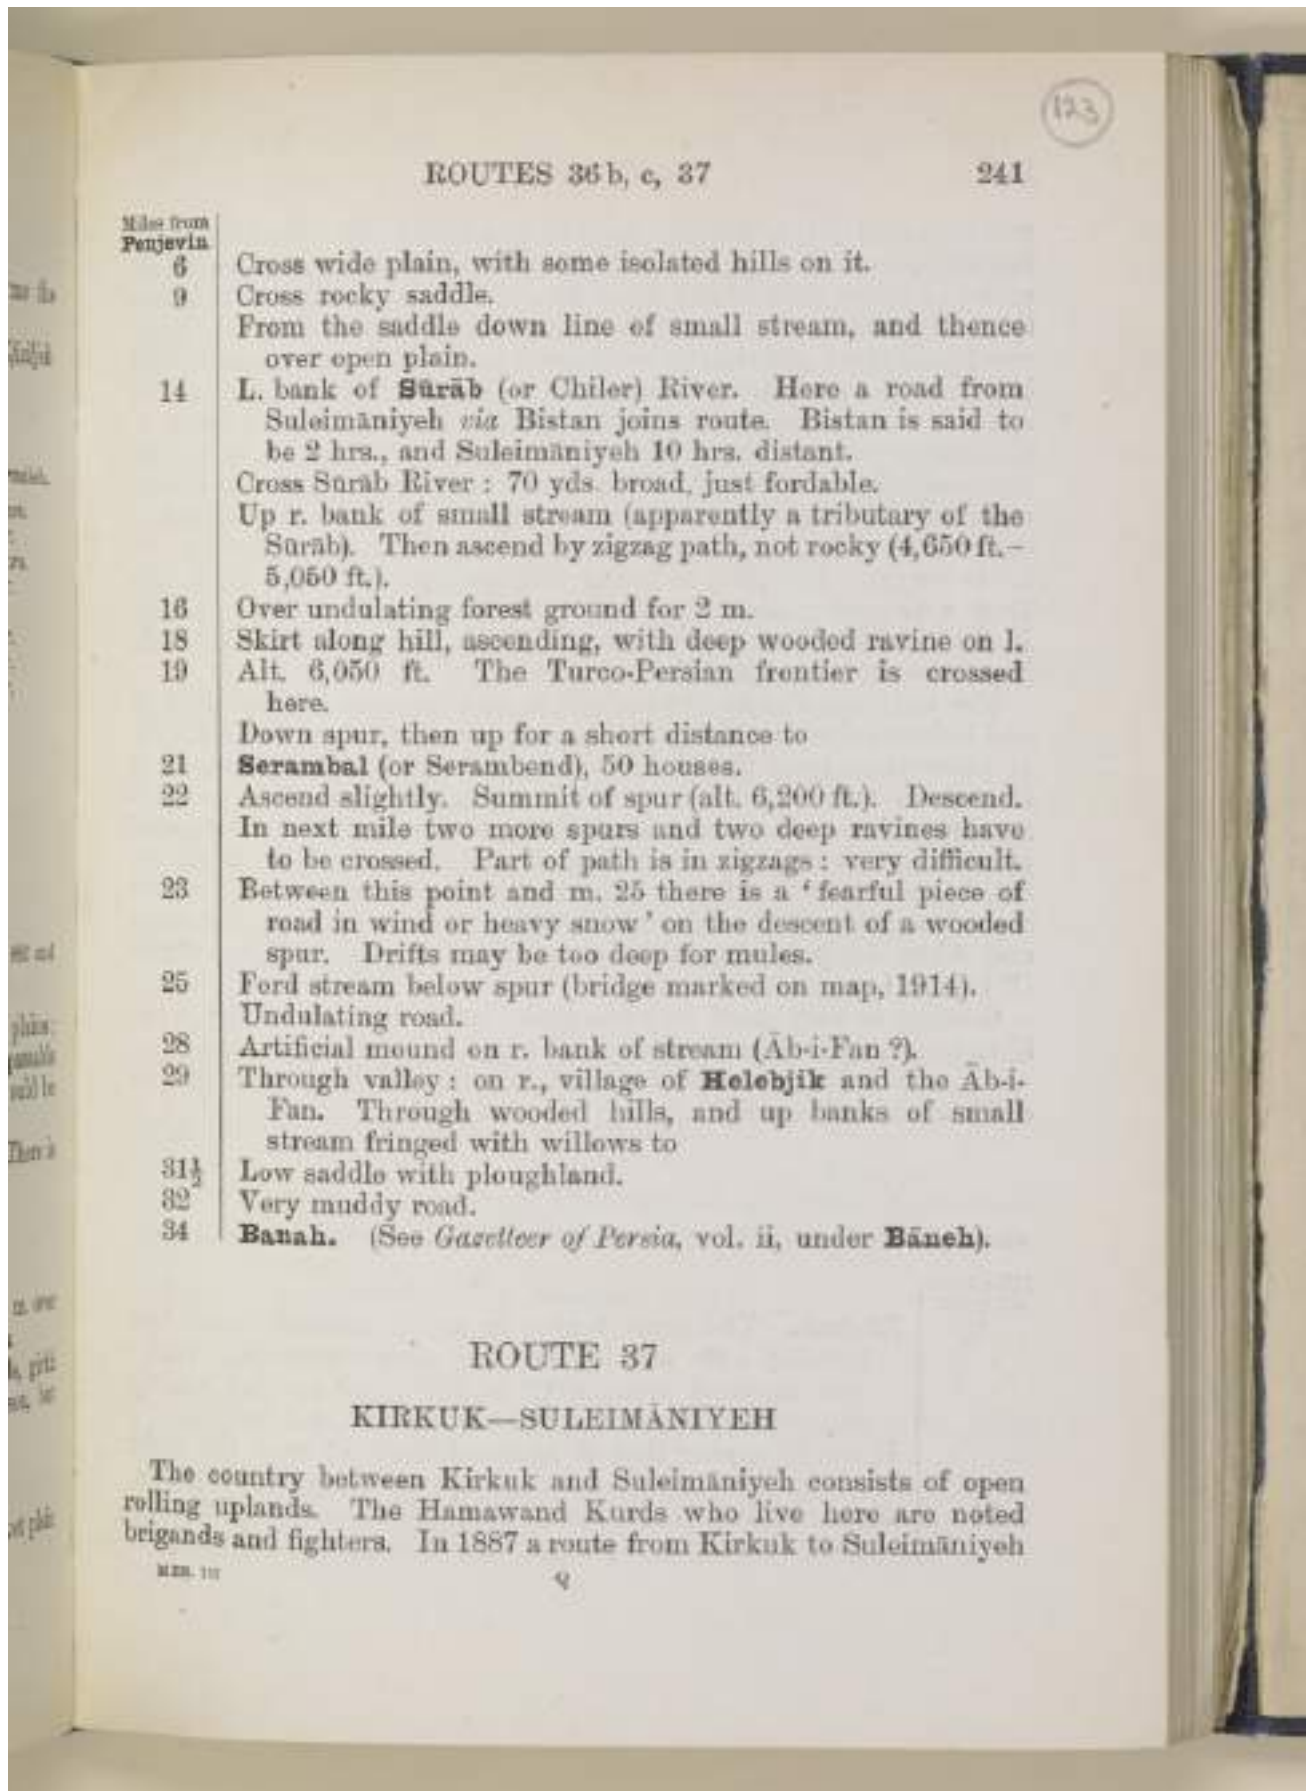 123
ROUTES 36 b, c, 37 241
Miles from
Penjevin
6 Cross wide plain, with some isolated hills on it.
9 Cross rocky saddle.
From the saddle down line of small stream, and thence
over open plain.
14 L. bank of Sūrāb (or Chiler) River. Here a road from
Suleimāniyeh via Bistan joins route. Bistan is said to
be 2 hrs., and Suleimāniyeh 10 hrs. distant.
Cross Sūrāb River : 70 yds. broad, just fordable.
Up r. bank of small stream (apparently a tributary of the
Sūrāb). Then ascend by zigzag path, not rocky (4,650 ft.–
5,050 ft.).
16 Over undulating forest ground for 2 m.
18 Skirt along hill, ascending, with deep wooded ravine on l.
19 Alt. 6,050 ft. The Turco-Persian frontier is crossed
here.
Down spur, then up for a short distance to
21 Serambal (or Serambend), 50 houses.
22 Ascend slightly. Summit of spur (alt. 6,200 ft.). Descend.
In next mile two more spurs and two deep ravines have
to be crossed. Part of path is in zigzags : very difficult.
23 Between this point and m. 25 there is a ‘ fearful piece of
road in wind or heavy snow ’ on the descent of a wooded
spur. Drifts may be too deep for mules.
25 Ford stream below spur (bridge marked on map, 1914).
Undulating road.
28 Artificial mound on r. bank of stream (Āb-i-Fan ?).
29 Through valley : on r., village of Helebjik and the Āb-i-
Fan. Through wooded hills, and up banks of small
stream fringed with willows to
31½ Low saddle with ploughland.
32 Very muddy road.
34 Banah. (See Gazetteer of Persia, vol. ii, under Bāneh).
ROUTE 37
KIRKUK—SULEIMĀNIYEH
The country between Kirkuk and Suleimāniyeh consists of open
rolling uplands. The Hamawand Kurds who live here are noted
brigands and fighters. In 1887 a route from Kirkuk to Suleimāniyeh
MES. III Q